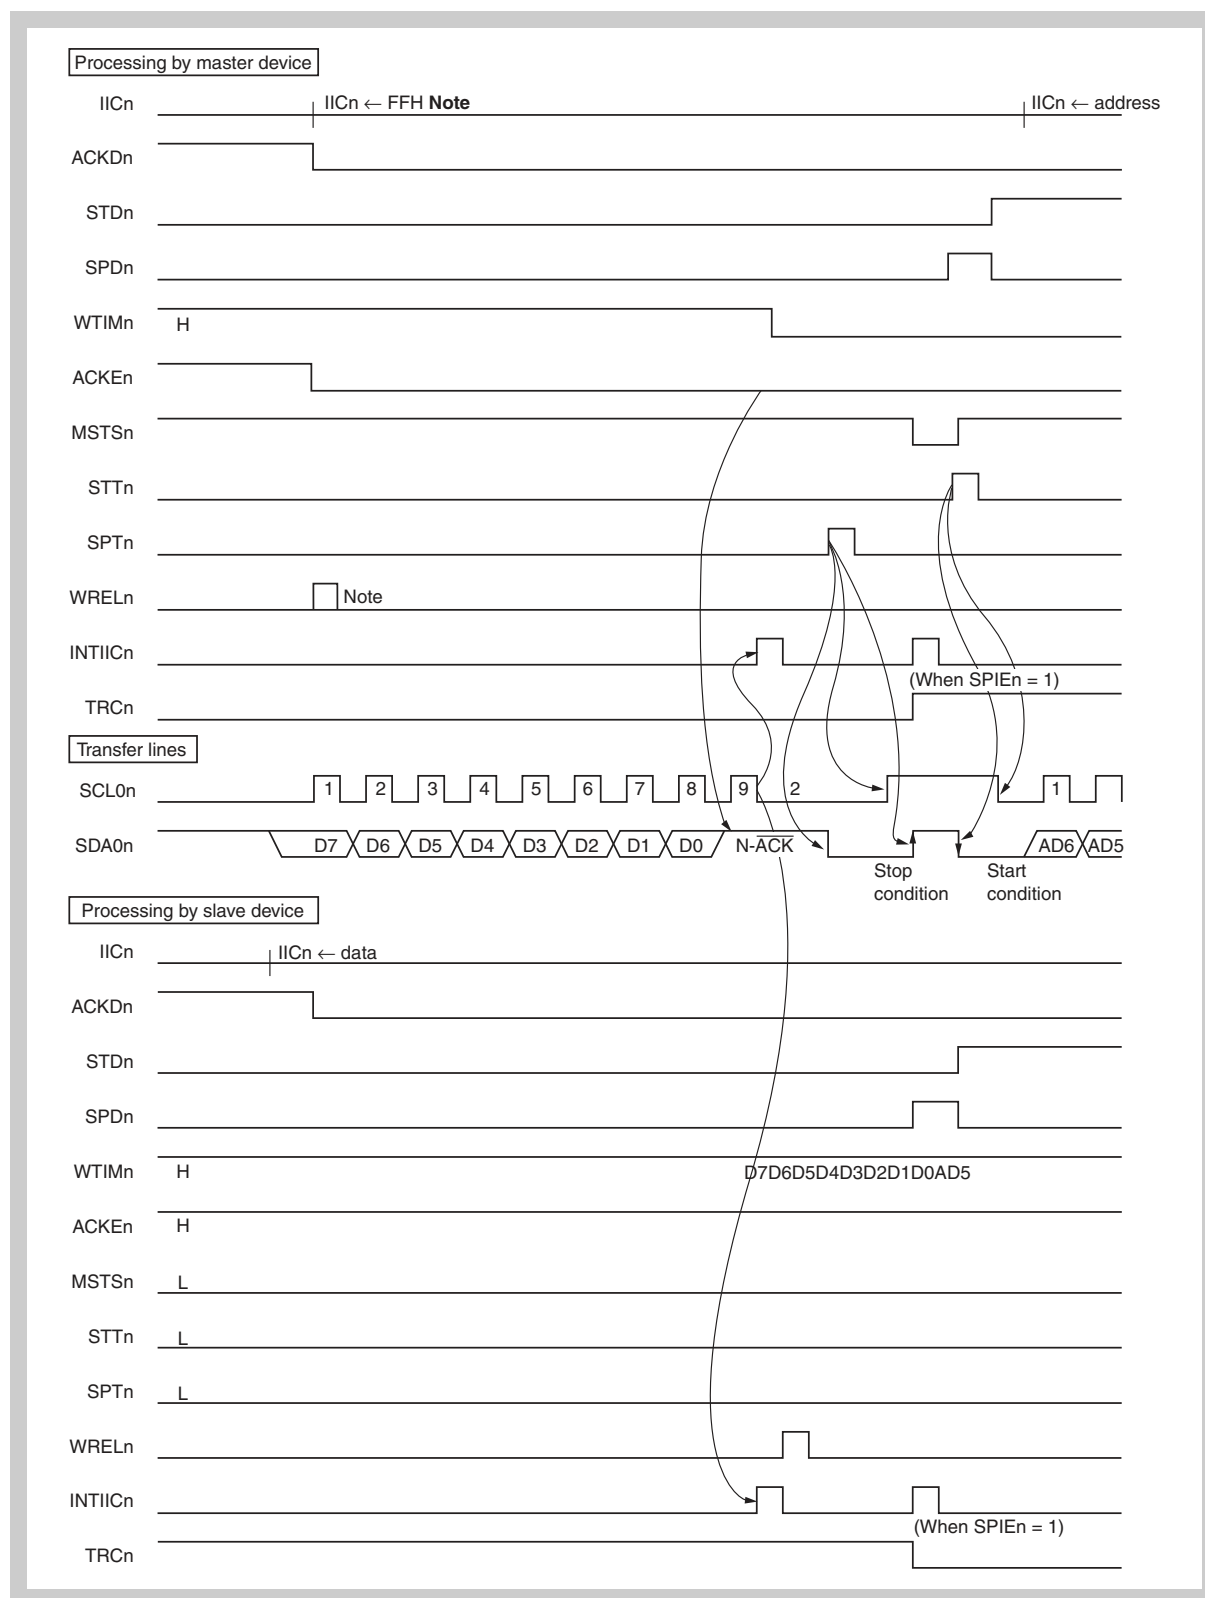 Processing by master device
IICn IICn ← FFH Note IICn ← address
ACKDn
STDn
SPDn
WTIMn H
ACKEn
MSTSn
STTn
SPTn
WRELn Note
INTIICn
(When SPIEn = 1)
TRCn
Transfer lines
SCL0n 1 2 3 4 5 6 7 8 9 2 1
SDA0n D7 D6 D5 D4 D3 D2 D1 D0 N-ACK AD6 AD5
Stop condition Start condition
Processing by slave device
IICn IICn ← data
ACKDn
STDn
SPDn
WTIMn H D7D6D5D4D3D2D1D0AD5
ACKEn H
MSTSn L
STTn L
SPTn L
WRELn
INTIICn
(When SPIEn = 1)
TRCn